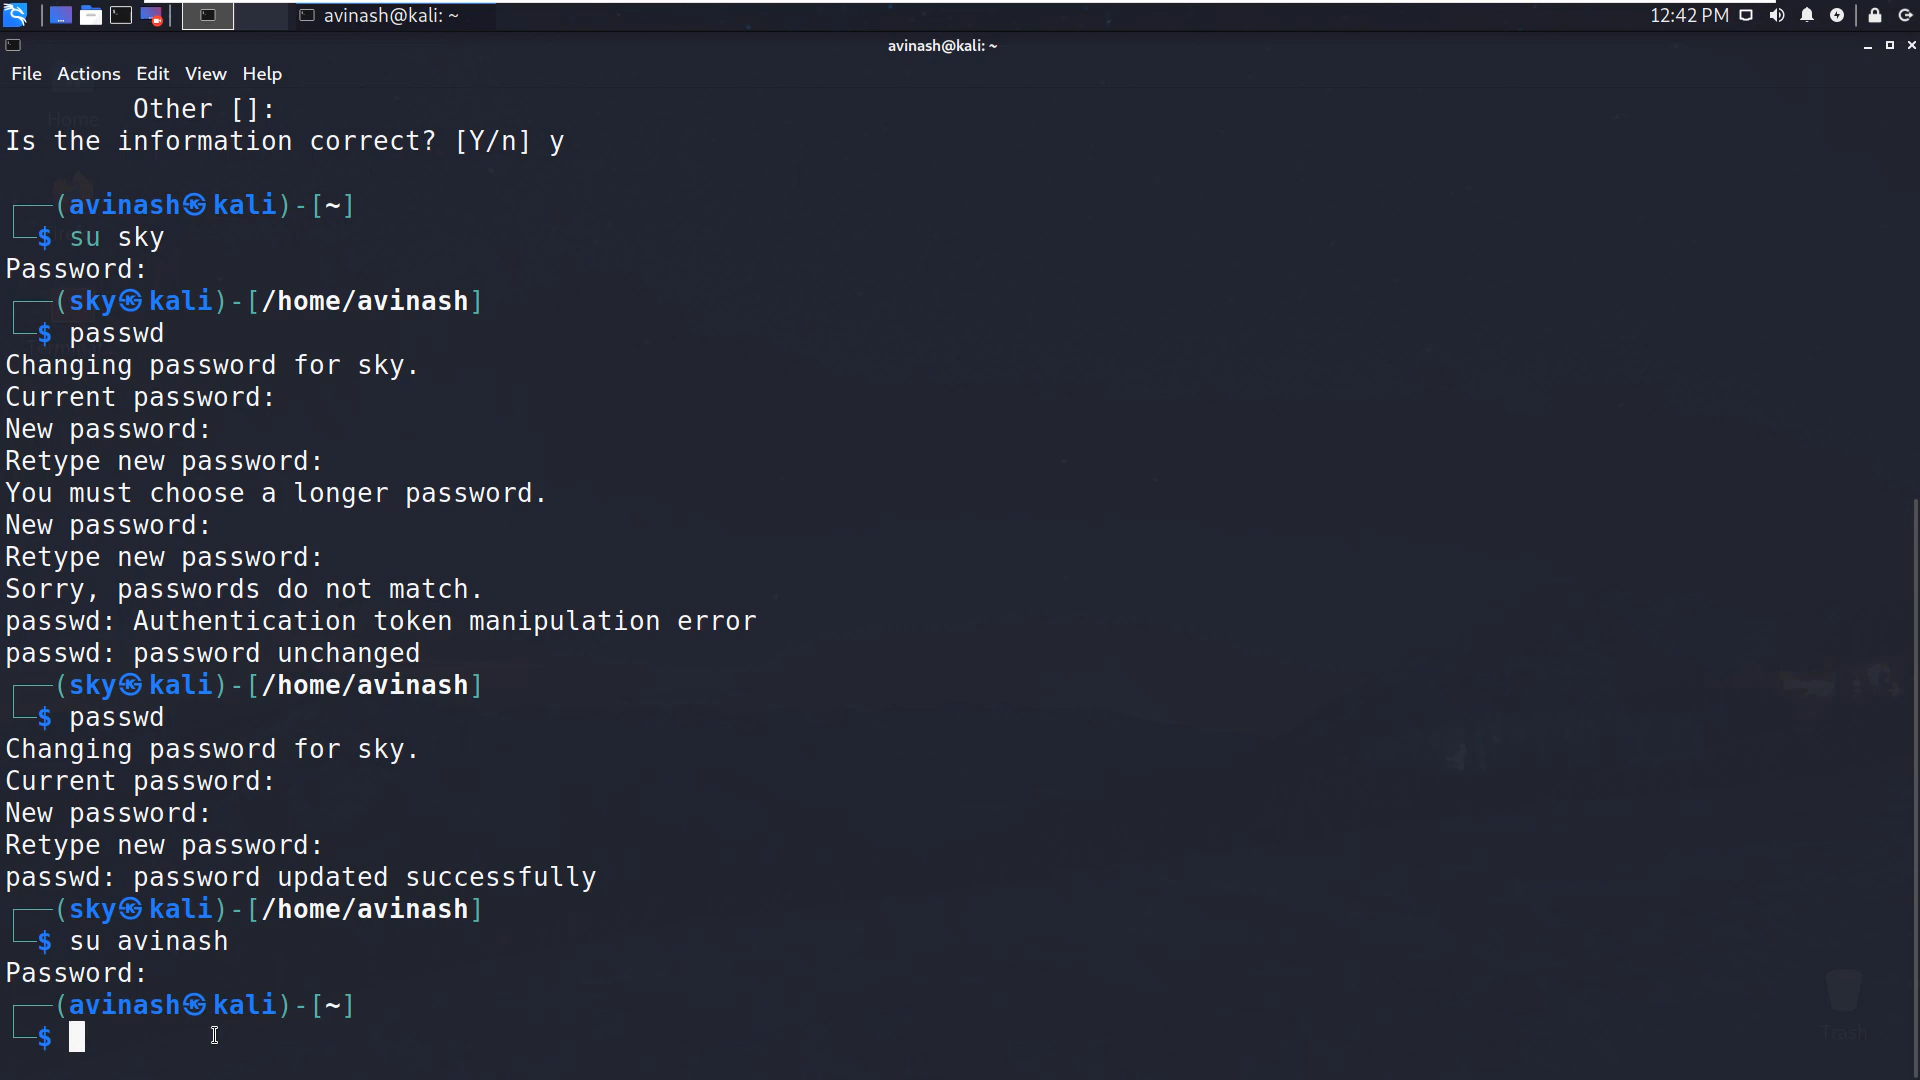 avinash@kali: ~
12:42 PM
avinash@kali: ~
File Actions Edit View Help
Home
Other []:
Is the information correct? [Y/n] y
┌──(avinash㉿kali)-[~]
└─$ su sky
Password:
┌──(sky㉿kali)-[/home/avinash]
└─$ passwd
Changing password for sky.
Current password:
New password:
Retype new password:
You must choose a longer password.
New password:
Retype new password:
Sorry, passwords do not match.
passwd: Authentication token manipulation error
passwd: password unchanged
┌──(sky㉿kali)-[/home/avinash]
└─$ passwd
Changing password for sky.
Current password:
New password:
Retype new password:
passwd: password updated successfully
┌──(sky㉿kali)-[/home/avinash]
└─$ su avinash
Password:
┌──(avinash㉿kali)-[~]
└─$
Trash